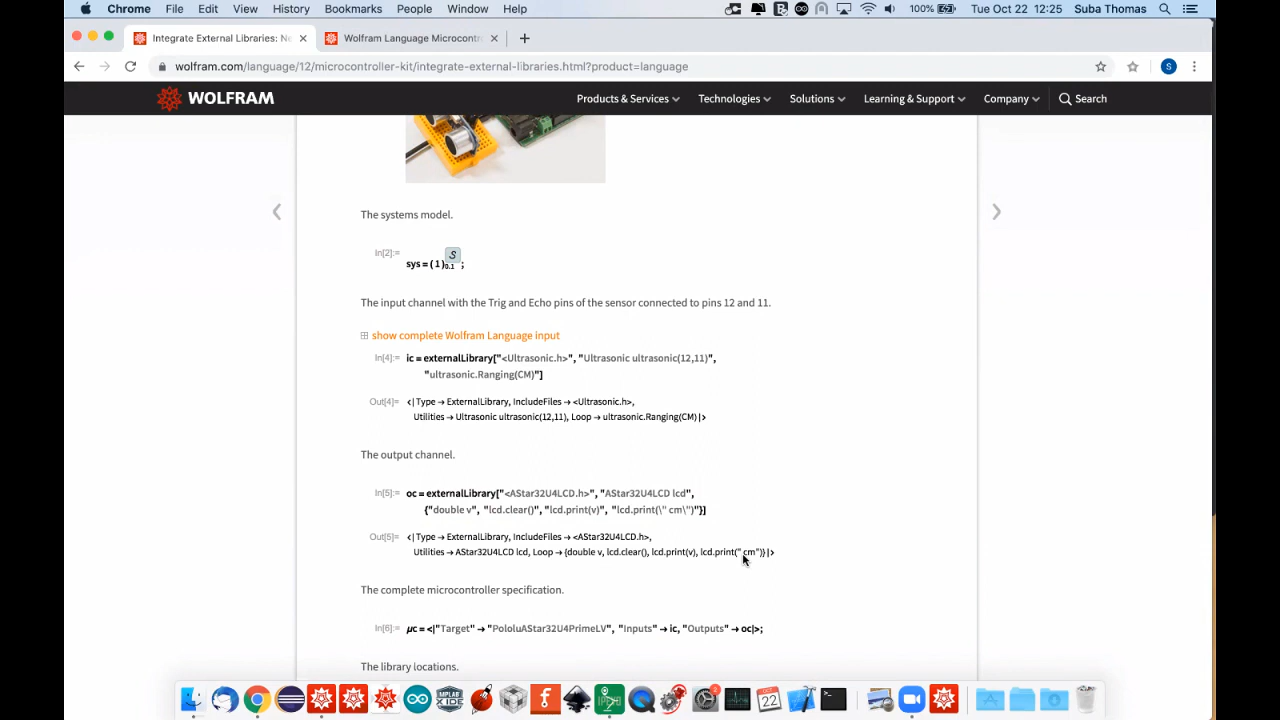 Chrome File Edit View History Bookmarks People Window Help 100% Tue Oct 22 12:25 Suba Thomas
Integrate External Libraries: Ne
Wolfram Language Microcontro
wolfram.com/language/12/microcontroller-kit/integrate-external-libraries.html?product=language
S
WOLFRAM Products & Services Technologies Solutions Learning & Support Company Search
The systems model.
In[2]:= sys = (1)0.1 S ;
The input channel with the Trig and Echo pins of the sensor connected to pins 12 and 11.
show complete Wolfram Language input
In[4]:= ic = externalLibrary["<Ultrasonic.h>", "Ultrasonic ultrasonic(12,11)",
"ultrasonic.Ranging(CM)"]
Out[4]= <| Type → ExternalLibrary, IncludeFiles → <Ultrasonic.h>,
Utilities → Ultrasonic ultrasonic(12,11), Loop → ultrasonic.Ranging(CM) |>
The output channel.
In[5]:= oc = externalLibrary["<AStar32U4LCD.h>", "AStar32U4LCD lcd",
{"double v", "lcd.clear()", "lcd.print(v)", "lcd.print(\" cm\")"}]
Out[5]= <| Type → ExternalLibrary, IncludeFiles → <AStar32U4LCD.h>,
Utilities → AStar32U4LCD lcd, Loop → {double v, lcd.clear(), lcd.print(v), lcd.print(" cm")} |>
The complete microcontroller specification.
In[6]:= μc = <|"Target" → "PololuAStar32U4PrimeLV", "Inputs" → ic, "Outputs" → oc|>;
The library locations.
MPLAB X IDE
22